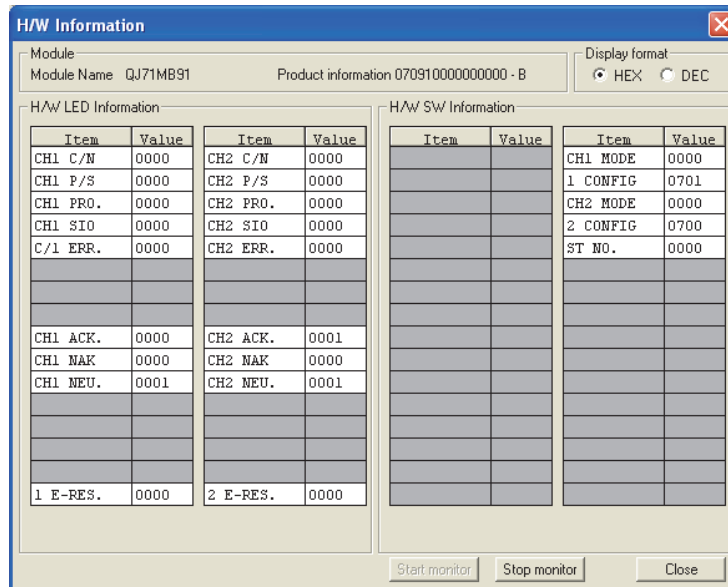 H/W Information
Module
Module Name QJ71MB91 Product information 070910000000000 - B
Display format
HEX DEC
H/W LED Information
Item Value Item Value
CH1 C/N 0000 CH2 C/N 0000
CH1 P/S 0000 CH2 P/S 0000
CH1 PRO. 0000 CH2 PRO. 0000
CH1 SIO 0000 CH2 SIO 0000
C/1 ERR. 0000 CH2 ERR. 0000
CH1 ACK. 0000 CH2 ACK. 0001
CH1 NAK 0000 CH2 NAK 0000
CH1 NEU. 0001 CH2 NEU. 0001
1 E-RES. 0000 2 E-RES. 0000
H/W SW Information
Item Value Item Value
CH1 MODE 0000
1 CONFIG 0701
CH2 MODE 0000
2 CONFIG 0700
ST NO. 0000
Start monitor Stop monitor Close